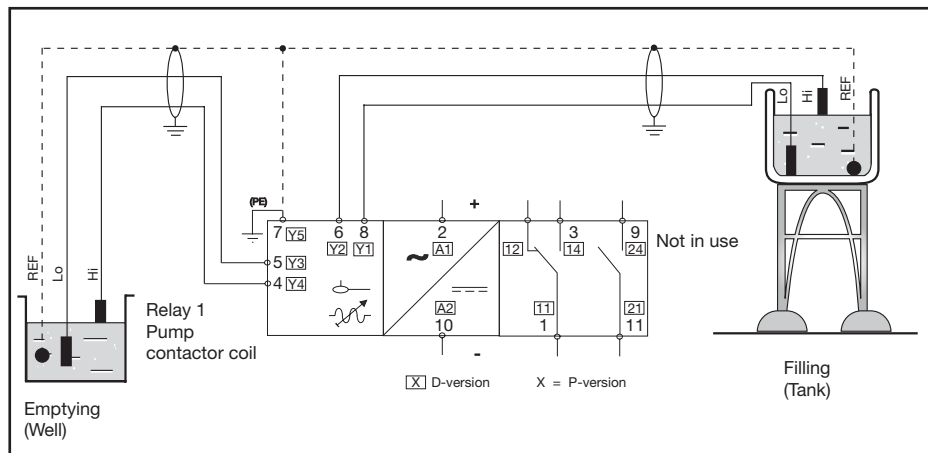 REF
Lo
Hi
Lo
Hi
REF
(PE)
+
7 Y5
6 8
Y2 Y1
2
A1
3
9
12
14
24
Not in use
5 Y3
4 Y4
~
A2
10
11
1
21
11
-
Relay 1
Pump
contactor coil
X D-version
X = P-version
Emptying
(Well)
Filling
(Tank)